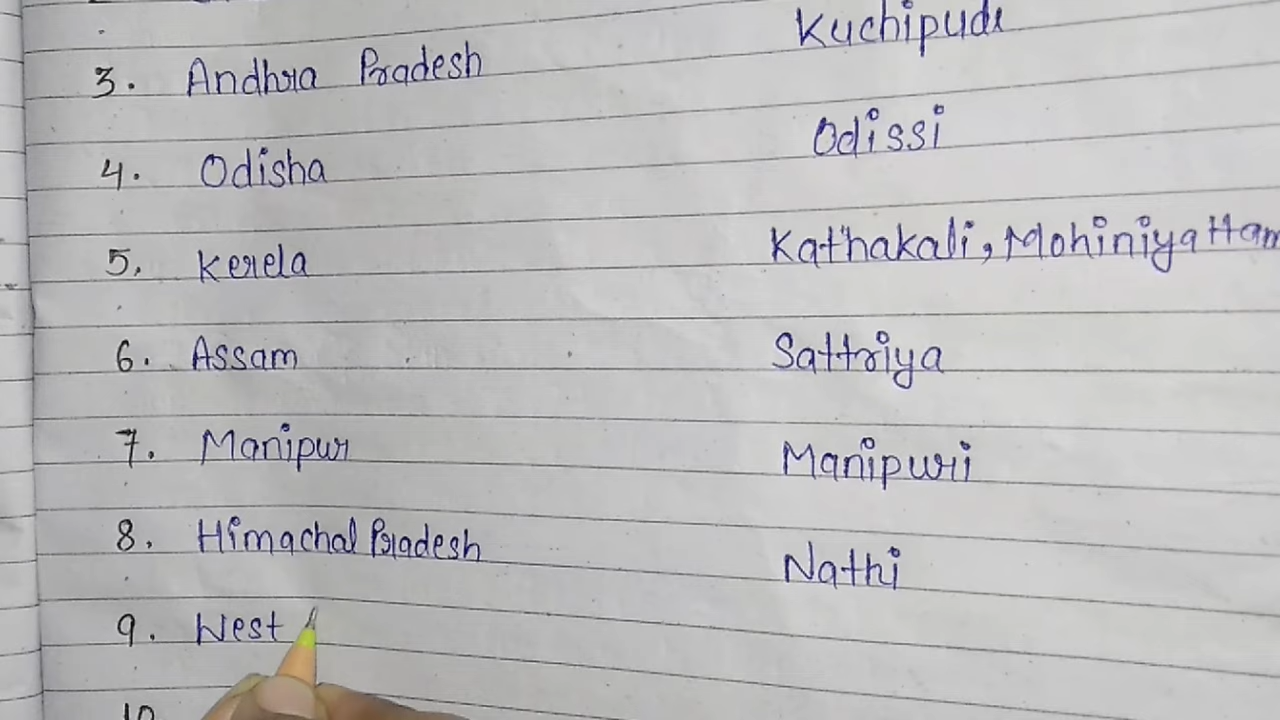 3. Andhra Pradesh Kuchipudi
4. Odisha Odissi
5. Kerela Kathakali, Mohiniyattam
6. Assam Sattriya
7. Manipur Manipuri
8. Himachal Pradesh Nathi
9. West
10